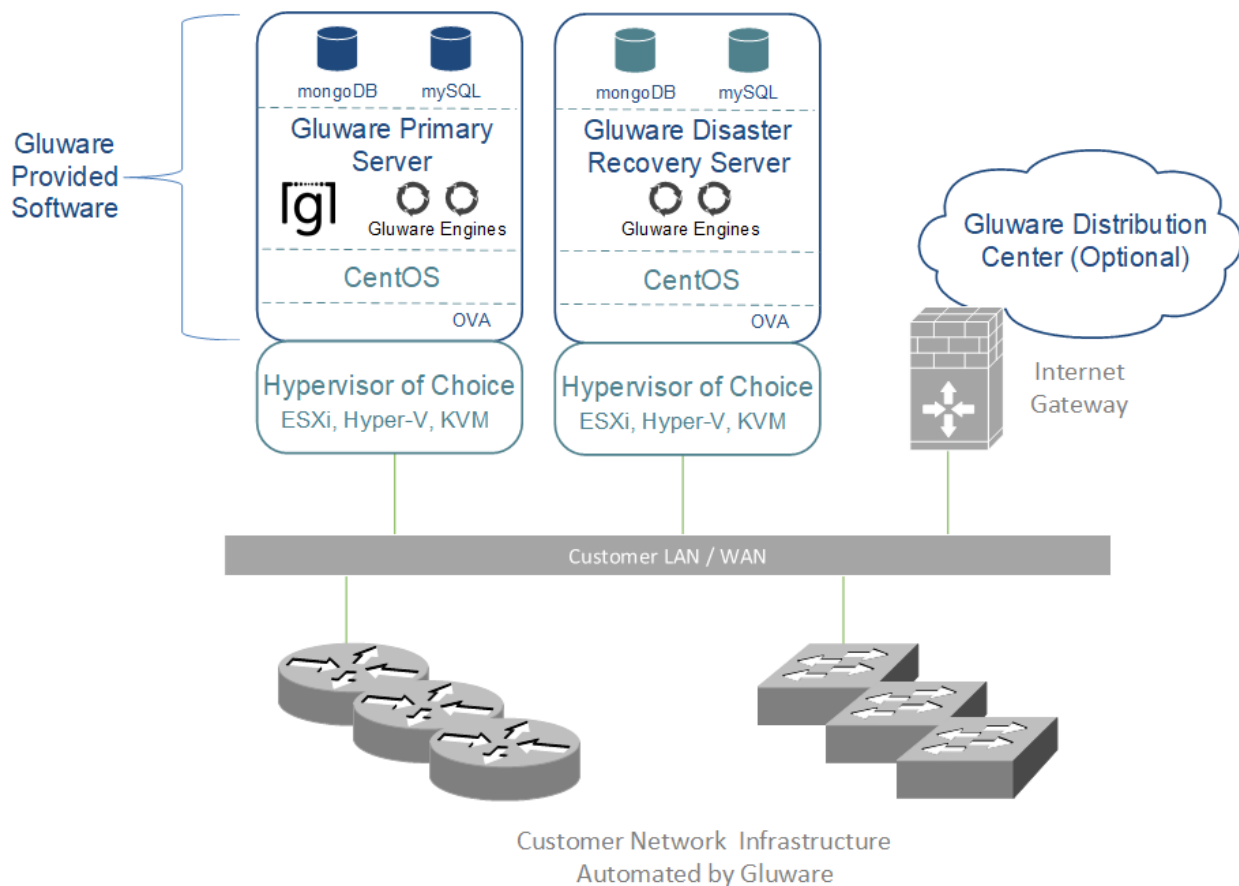 mongoDB
mySQL
Gluware Primary
Server
[g]
Gluware Engines
CentOS
OVA
Hypervisor of Choice
ESXi, Hyper-V, KVM
mongoDB
mySQL
Gluware Disaster
Recovery Server
Gluware Engines
CentOS
OVA
Hypervisor of Choice
ESXi, Hyper-V, KVM
Gluware
Provided
Software
Gluware Distribution
Center (Optional)
Internet
Gateway
Customer LAN / WAN
Customer Network Infrastructure
Automated by Gluware